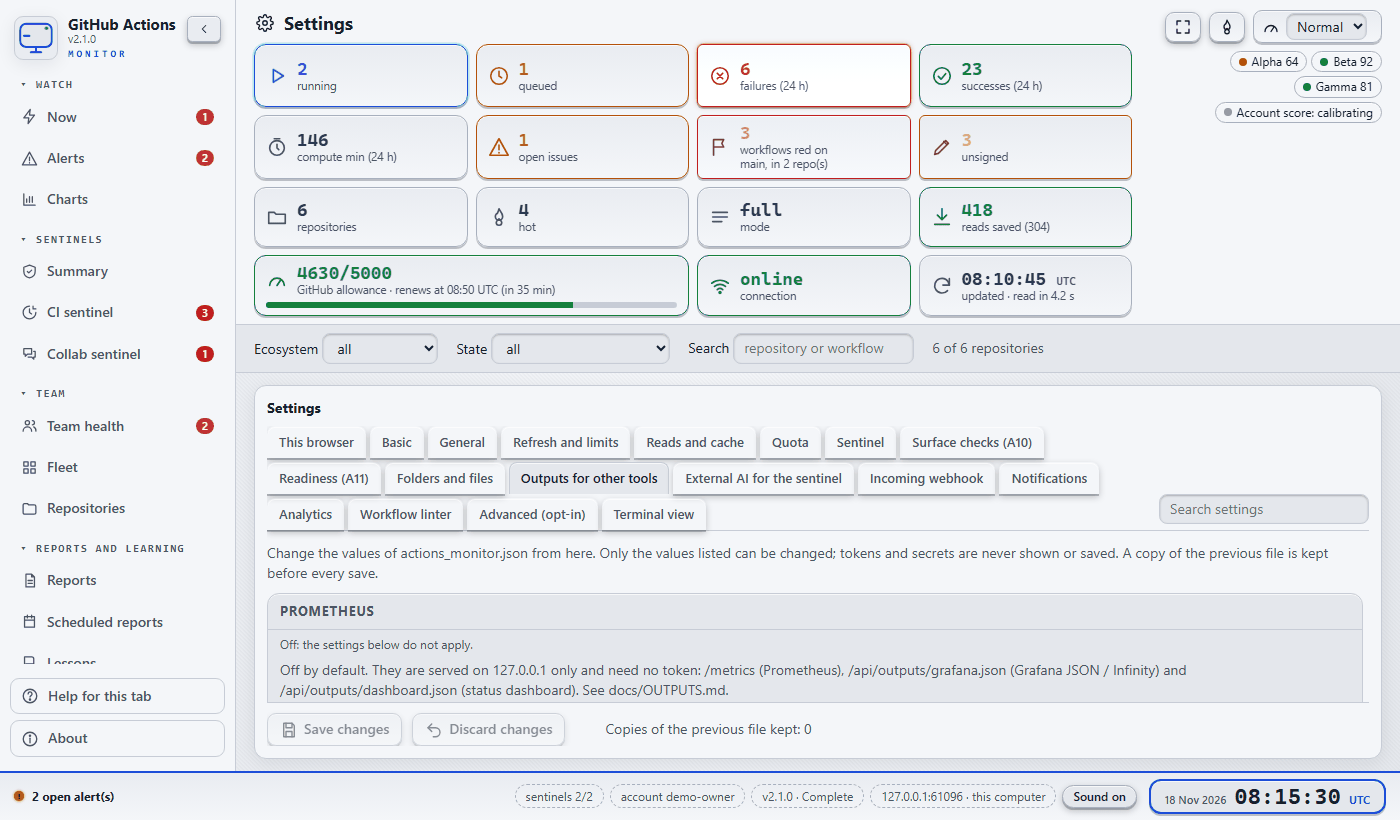 GitHub Actions
v2.1.0
MONITOR
WATCH
Now 1
Alerts 2
Charts
SENTINELS
Summary
CI sentinel 3
Collab sentinel 1
TEAM
Team health 2
Fleet
Repositories
REPORTS AND LEARNING
Reports
Scheduled reports
Lessons
Help for this tab
About
Settings
Normal
Alpha 64
Beta 92
Gamma 81
Account score: calibrating
2
running
1
queued
6
failures (24 h)
23
successes (24 h)
146
compute min (24 h)
1
open issues
3
workflows red on
main, in 2 repo(s)
3
unsigned
6
repositories
4
hot
full
mode
418
reads saved (304)
4630/5000
GitHub allowance · renews at 08:50 UTC (in 35 min)
online
connection
08:10:45 UTC
updated · read in 4.2 s
Ecosystem all State all Search repository or workflow 6 of 6 repositories
Settings
This browser Basic General Refresh and limits Reads and cache Quota Sentinel Surface checks (A10)
Readiness (A11) Folders and files Outputs for other tools External AI for the sentinel Incoming webhook Notifications
Analytics Workflow linter Advanced (opt-in) Terminal view
Search settings
Change the values of actions_monitor.json from here. Only the values listed can be changed; tokens and secrets are never shown or saved. A copy of the previous file is kept
before every save.
PROMETHEUS
Off: the settings below do not apply.
Off by default. They are served on 127.0.0.1 only and need no token: /metrics (Prometheus), /api/outputs/grafana.json (Grafana JSON / Infinity) and
/api/outputs/dashboard.json (status dashboard). See docs/OUTPUTS.md.
Save changes Discard changes Copies of the previous file kept: 0
2 open alert(s)
sentinels 2/2 account demo-owner v2.1.0 · Complete 127.0.0.1:61096 · this computer Sound on 18 Nov 2026 08:15:30 UTC